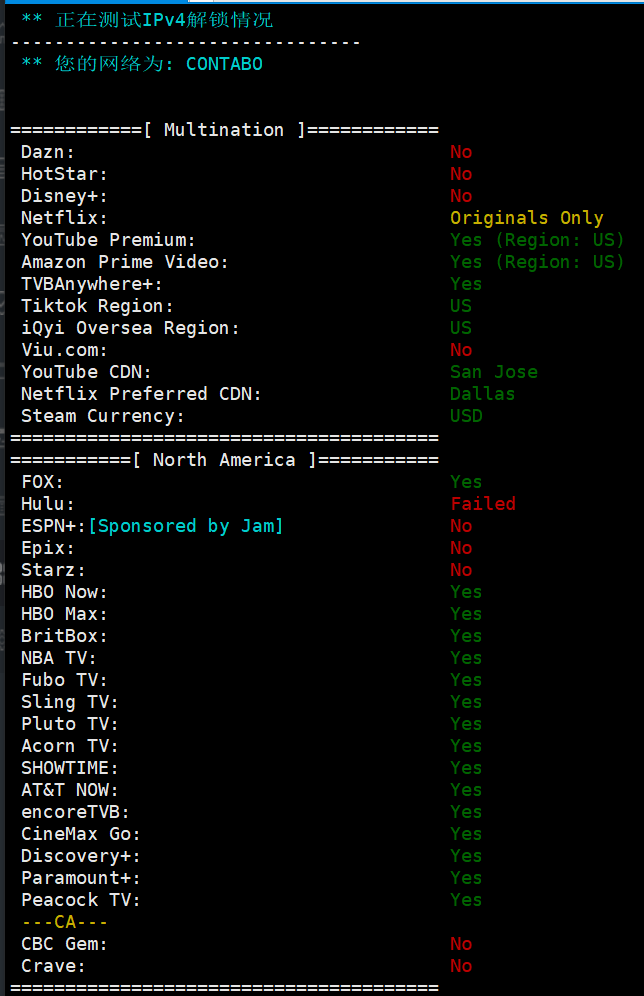 ** 正在测试IPv4解锁情况
--------------------------------
** 您的网络为: CONTABO
============[ Multination ]============
Dazn: No
HotStar: No
Disney+: No
Netflix: Originals Only
YouTube Premium: Yes (Region: US)
Amazon Prime Video: Yes (Region: US)
TVBAnywhere+: Yes
Tiktok Region: US
iQyi Oversea Region: US
Viu.com: No
YouTube CDN: San Jose
Netflix Preferred CDN: Dallas
Steam Currency: USD
=======================================
===========[ North America ]===========
FOX: Yes
Hulu: Failed
ESPN+:[Sponsored by Jam] No
Epix: No
Starz: No
HBO Now: Yes
HBO Max: Yes
BritBox: Yes
NBA TV: Yes
Fubo TV: Yes
Sling TV: Yes
Pluto TV: Yes
Acorn TV: Yes
SHOWTIME: Yes
AT&T NOW: Yes
encoreTVB: Yes
CineMax Go: Yes
Discovery+: Yes
Paramount+: Yes
Peacock TV: Yes
---CA---
CBC Gem: No
Crave: No
=======================================